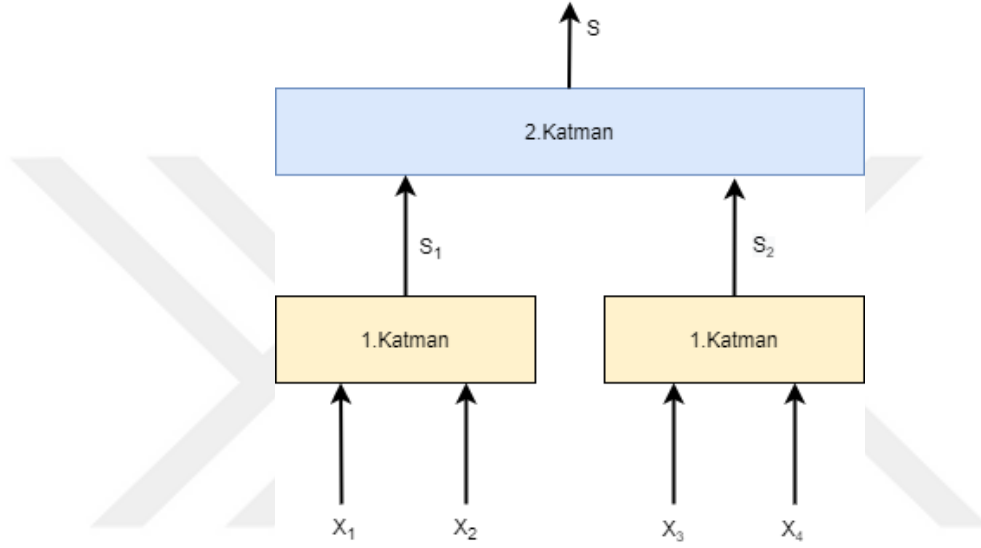 S
2.Katman
S₁ S₂
1.Katman 1.Katman
X₁ X₂ X₃ X₄